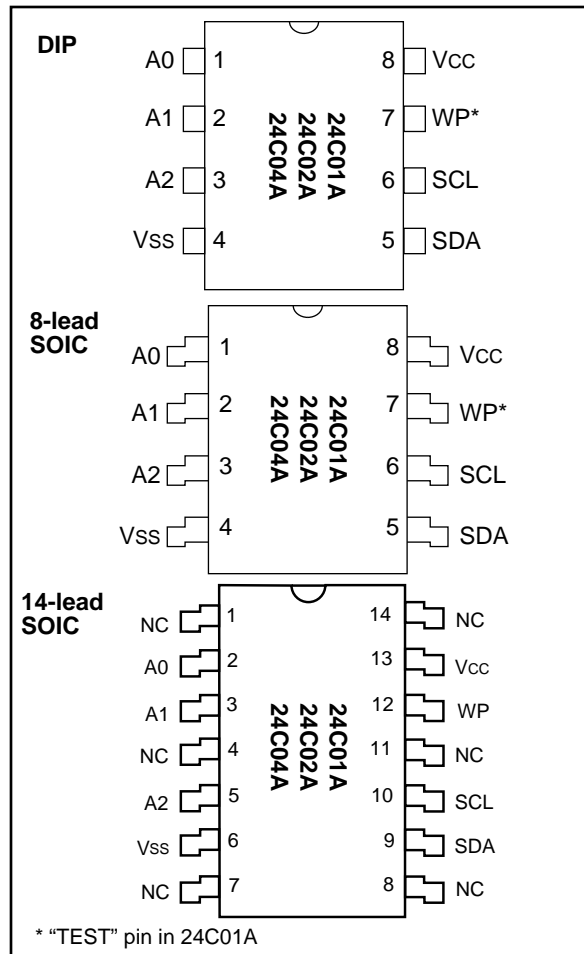 DIP
A0 1 8 VCC
A1 2 7 WP*
A2 3 6 SCL
VSS 4 5 SDA
24C01A
24C02A
24C04A
8-lead
SOIC
A0 1 8 VCC
A1 2 7 WP*
A2 3 6 SCL
VSS 4 5 SDA
24C01A
24C02A
24C04A
14-lead
SOIC
NC 1 14 NC
A0 2 13 VCC
A1 3 12 WP
NC 4 11 NC
A2 5 10 SCL
VSS 6 9 SDA
NC 7 8 NC
24C01A
24C02A
24C04A
* “TEST” pin in 24C01A